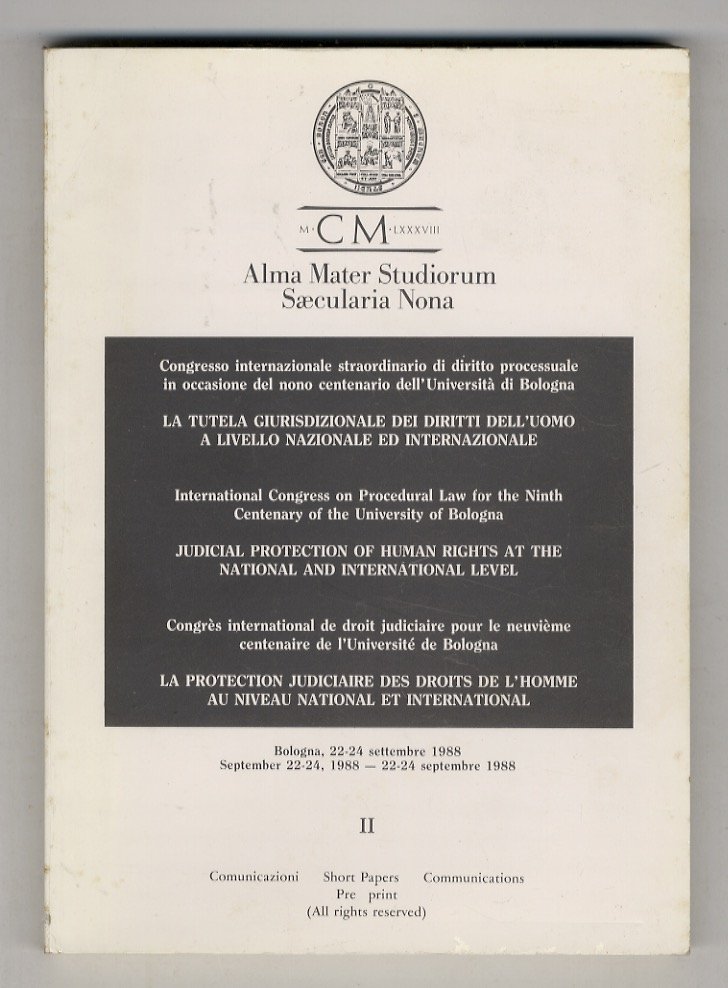 M · CM · LXXXVIII
Alma Mater Studiorum
Sæcularia Nona
Congresso internazionale straordinario di diritto processuale
in occasione del nono centenario dell'Università di Bologna
LA TUTELA GIURISDIZIONALE DEI DIRITTI DELL'UOMO
A LIVELLO NAZIONALE ED INTERNAZIONALE
International Congress on Procedural Law for the Ninth
Centenary of the University of Bologna
JUDICIAL PROTECTION OF HUMAN RIGHTS AT THE
NATIONAL AND INTERNATIONAL LEVEL
Congrès international de droit judiciaire pour le neuvième
centenaire de l'Université de Bologna
LA PROTECTION JUDICIAIRE DES DROITS DE L'HOMME
AU NIVEAU NATIONAL ET INTERNATIONAL
Bologna, 22-24 settembre 1988
September 22-24, 1988 — 22-24 septembre 1988
II
Comunicazioni Short Papers Communications
Pre print
(All rights reserved)